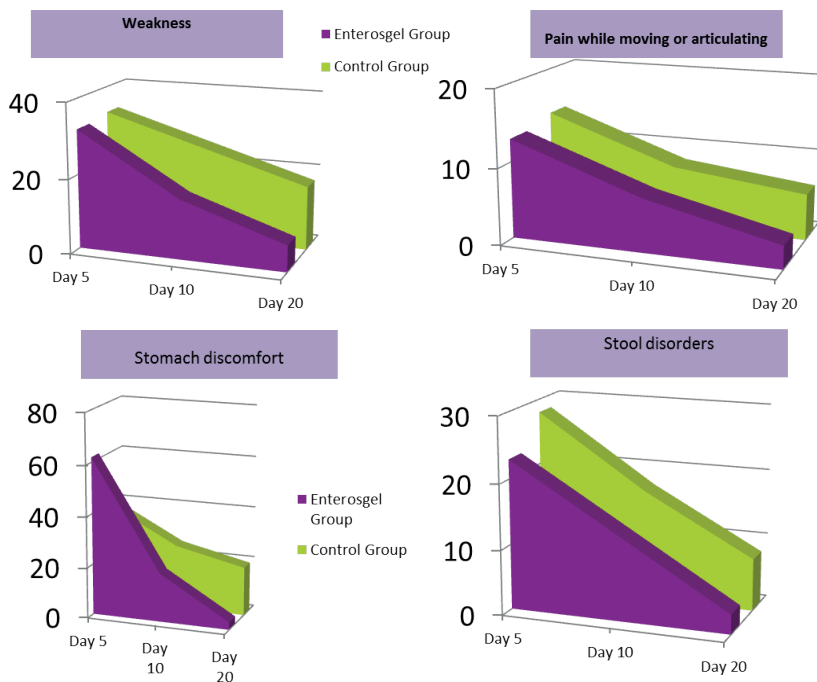 Weakness
Enterosgel Group
Control Group
40
20
0
Day 5
Day 10
Day 20
Pain while moving or articulating
20
10
0
Day 5
Day 10
Day 20
Stomach discomfort
80
60
40
20
0
Day 5
Day
10
Day
20
Enterosgel
Group
Control Group
Stool disorders
30
20
10
0
Day 5
Day 10
Day 20